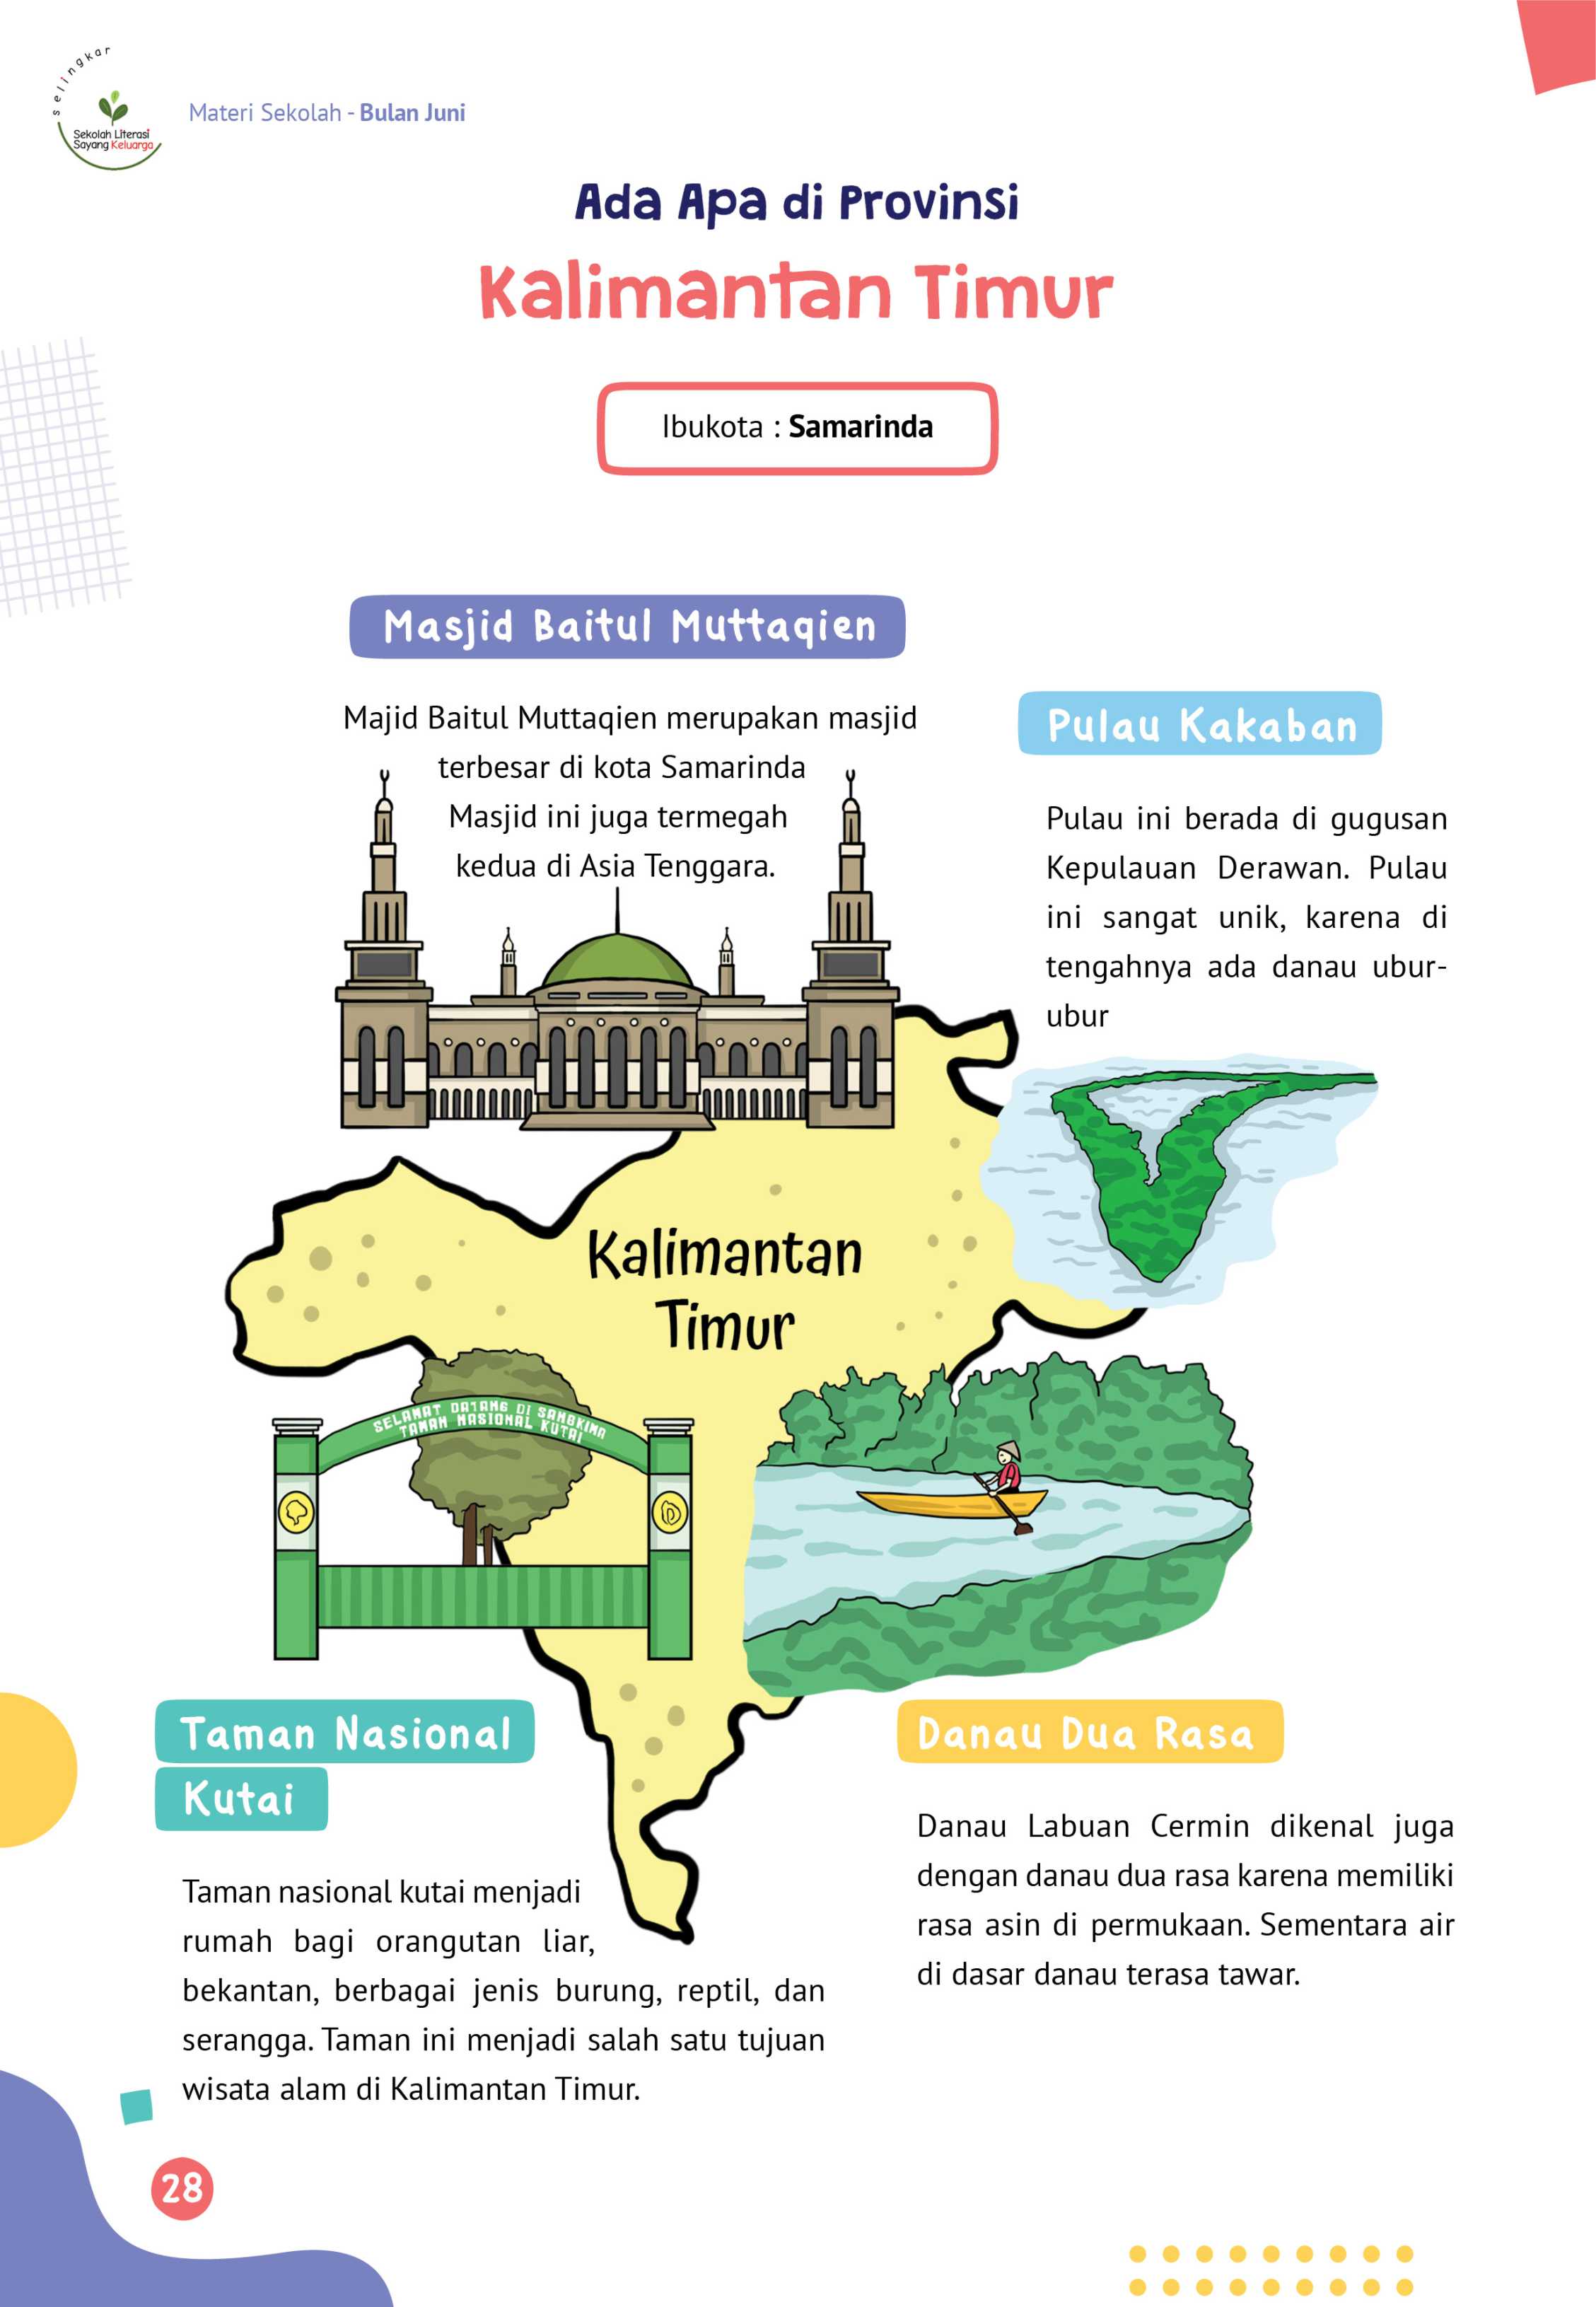 selingkar
Sekolah Literasi
Sayang Keluarga
Materi Sekolah - Bulan Juni
Ada Apa di Provinsi
Kalimantan Timur
Ibukota : Samarinda
Masjid Baitul Muttaqien
Majid Baitul Muttaqien merupakan masjid
terbesar di kota Samarinda
Masjid ini juga termegah
kedua di Asia Tenggara.
Pulau Kakaban
Pulau ini berada di gugusan
Kepulauan Derawan. Pulau
ini sangat unik, karena di
tengahnya ada danau ubur-
ubur
Kalimantan
Timur
SELAMAT DATANG DI SANGKIMA
TAMAN NASIONAL KUTAI
Taman Nasional
Kutai
Taman nasional kutai menjadi
rumah bagi orangutan liar,
bekantan, berbagai jenis burung, reptil, dan
serangga. Taman ini menjadi salah satu tujuan
wisata alam di Kalimantan Timur.
Danau Dua Rasa
Danau Labuan Cermin dikenal juga
dengan danau dua rasa karena memiliki
rasa asin di permukaan. Sementara air
di dasar danau terasa tawar.
28